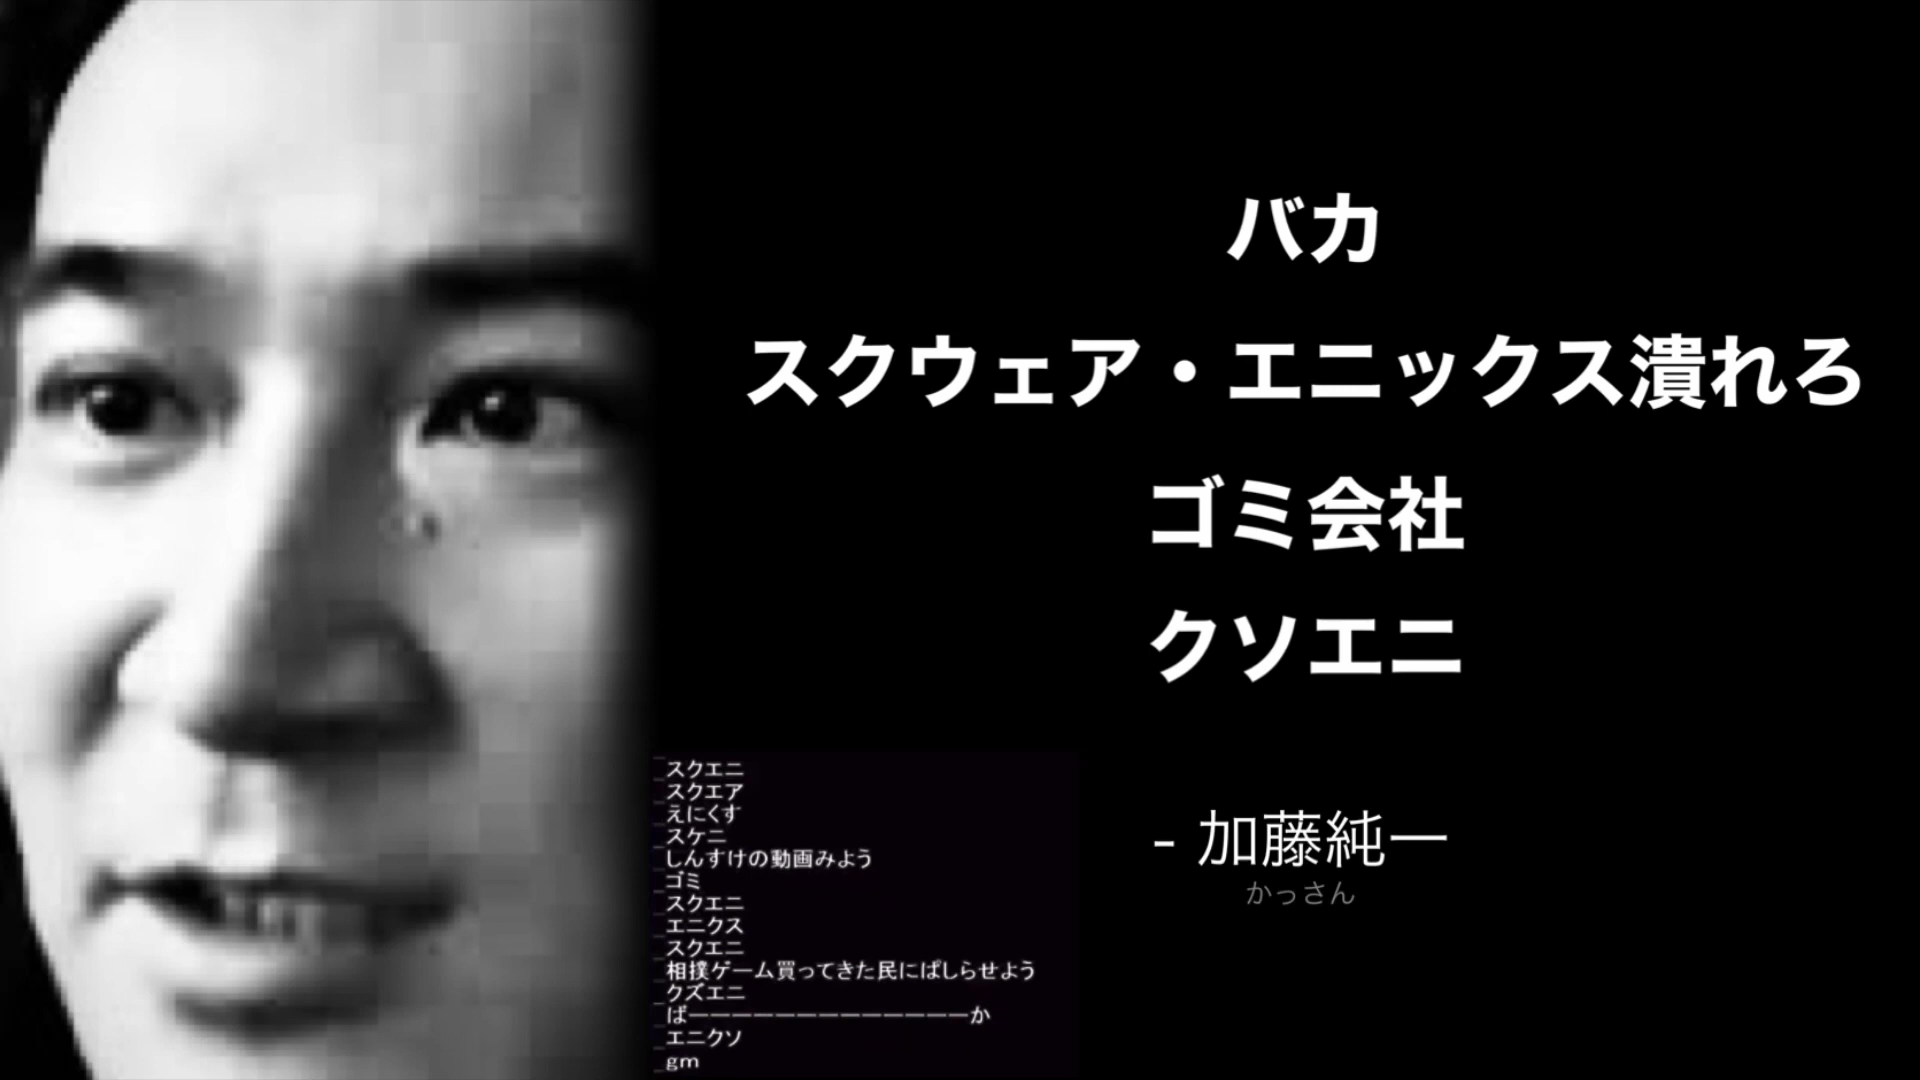 バカ
スクウェア・エニックス潰れろ
ゴミ会社
クソエニ
- 加藤純一
かっさん
_スクエニ
_スクエア
_えにくす
_スケニ
_しんすけの動画みよう
_ゴミ
_スクエニ
_エニクス
_スクエニ
_相撲ゲーム買ってきた民にぱしらせよう
_クズエニ
_ばーーーーーーーーーーーーーか
_エニクソ
_gm